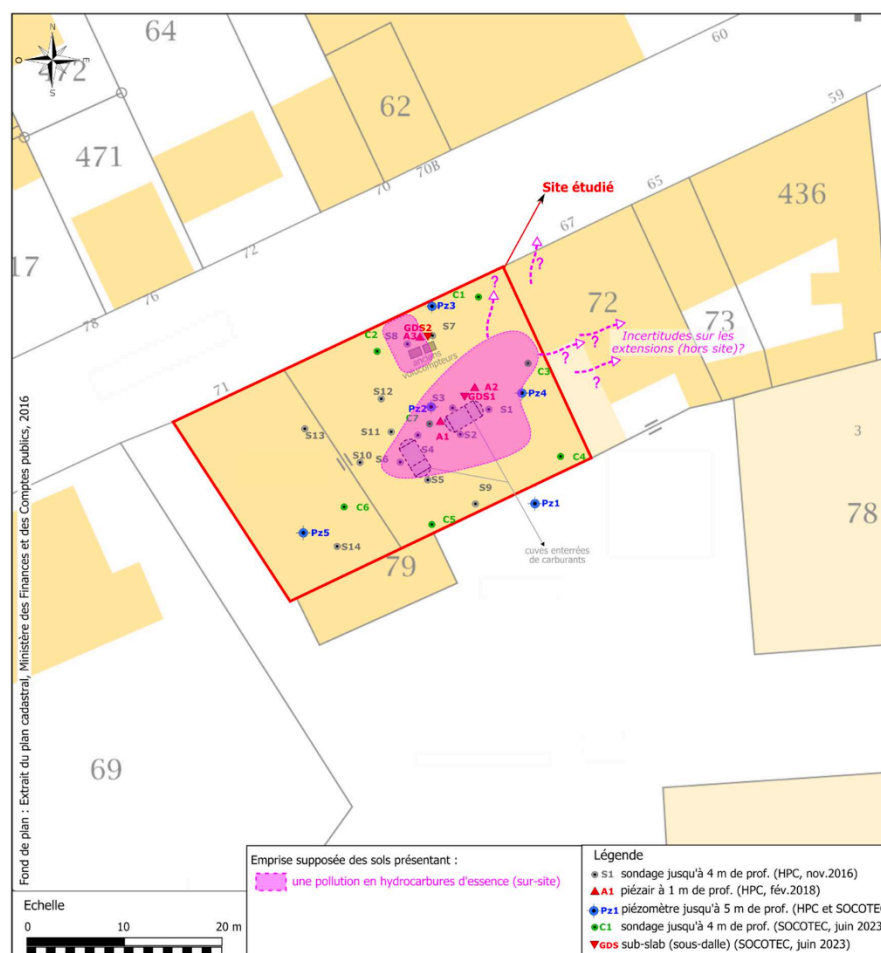 N
O
E
S
64
60
472
62
59
471
70B
70
436
65
Site étudié
67
72
17
76
78
72
73
C1
Pz3
C2
GDS2
S8
A3
S7
anciens
volucompteurs
?
?
?
?
?
Incertitudes sur les
extensions (hors site)?
C3
71
S12
A2
GDS1
Pz4
S3
Pz2
S1
C7
S13
S11
A1
S2
3
S10
S6
S4
C4
S5
S9
78
C6
Pz1
C5
Pz5
S14
79
cuves enterrées
de carburants
69
Fond de plan : Extrait du plan cadastral, Ministère des Finances et des Comptes publics, 2016
Emprise supposée des sols présentant :
une pollution en hydrocarbures d'essence (sur-site)
Légende
S1 sondage jusqu'à 4 m de prof. (HPC, nov.2016)
A1 piézair à 1 m de prof. (HPC, fév.2018)
Pz1 piézomètre jusqu'à 5 m de prof. (HPC et SOCOTEC
C1 sondage jusqu'à 4 m de prof. (SOCOTEC, juin 2023)
GDS sub-slab (sous-dalle) (SOCOTEC, juin 2023)
Echelle
0 10 20 m